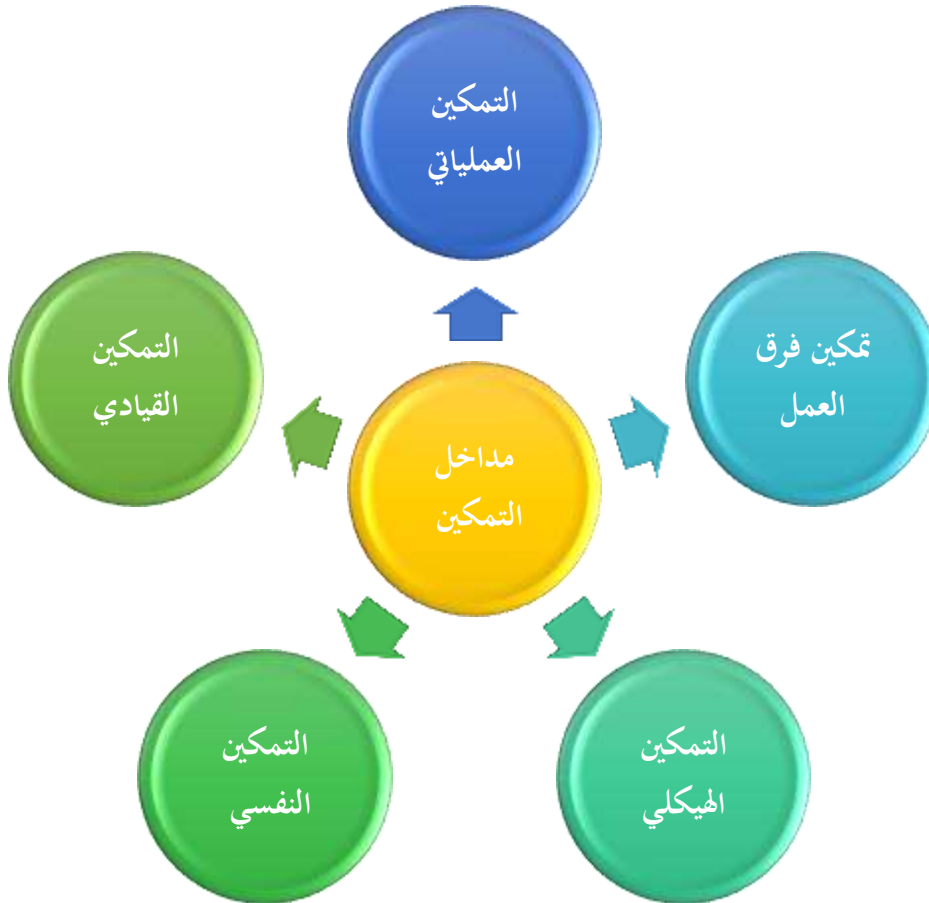 التمكين
العملياتي
تمكين فرق
العمل
التمكين
القيادي
مداخل
التمكين
التمكين
الهيكلي
التمكين
النفسي